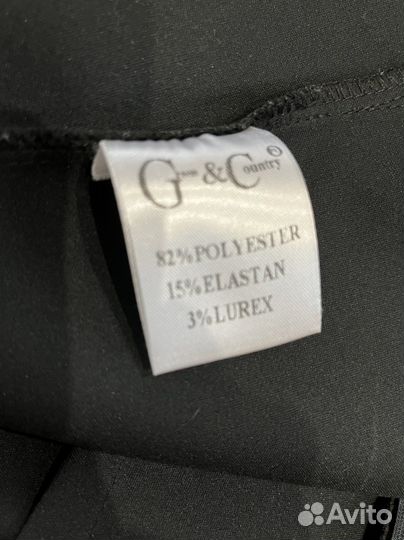 G & Country
82%POLYESTER
15%ELASTAN
3%LUREX
Avito